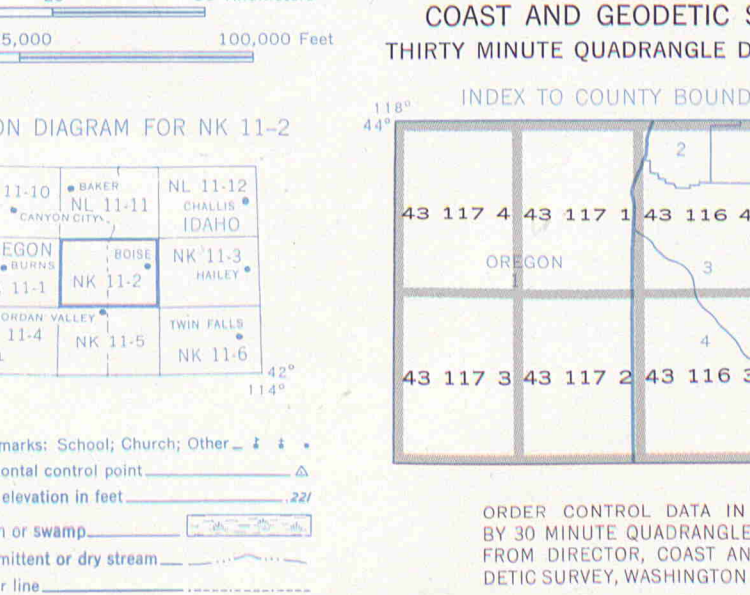 5,000 100,000 Feet
ON DIAGRAM FOR NK 11-2
11-10
BAKER
NL 11-11
CANYON CITY
NL 11-12
CHALLIS
IDAHO
EGON
BURNS
11-1
BOISE
NK 11-2
NK 11-3
HAILEY
ORDAN VALLEY
11-4
NK 11-5
TWIN FALLS
NK 11-6
42°
114°
marks: School; Church; Other
ontal control point
elevation in feet .221
or swamp
mittent or dry stream
r line
COAST AND GEODETIC S
THIRTY MINUTE QUADRANGLE D
INDEX TO COUNTY BOUND
118°
44°
2
43 117 4 43 117 1 43 116 4
OREGON
1
3
4
43 117 3 43 117 2 43 116 3
ORDER CONTROL DATA IN
BY 30 MINUTE QUADRANGLE
FROM DIRECTOR, COAST AN
DETIC SURVEY, WASHINGTON